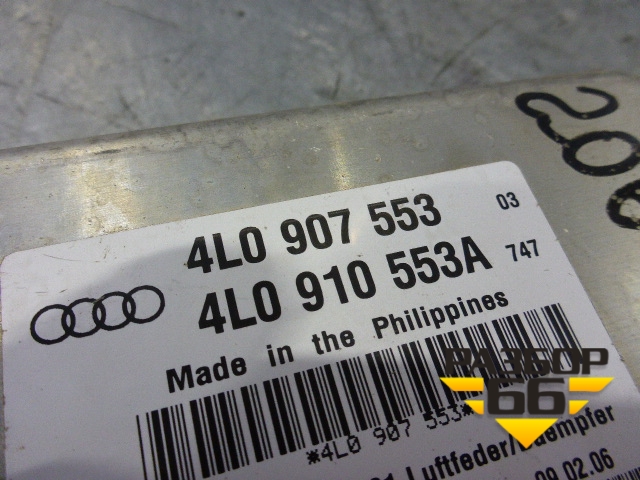 4L0 907 553 03
4L0 910 553A 747
Made in the Philippines
*4L0 907 553*
Luftfeder/Daempfer
09.02.06
РАЗБОР
66